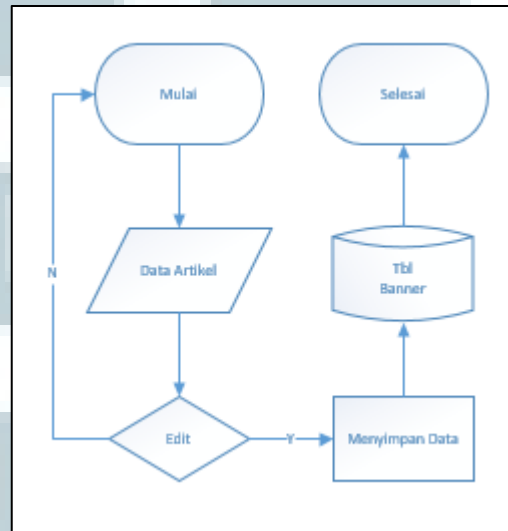 Mulai
Selesai
N
Data Artikel
Tbl
Banner
Edit
Y
Menyimpan Data